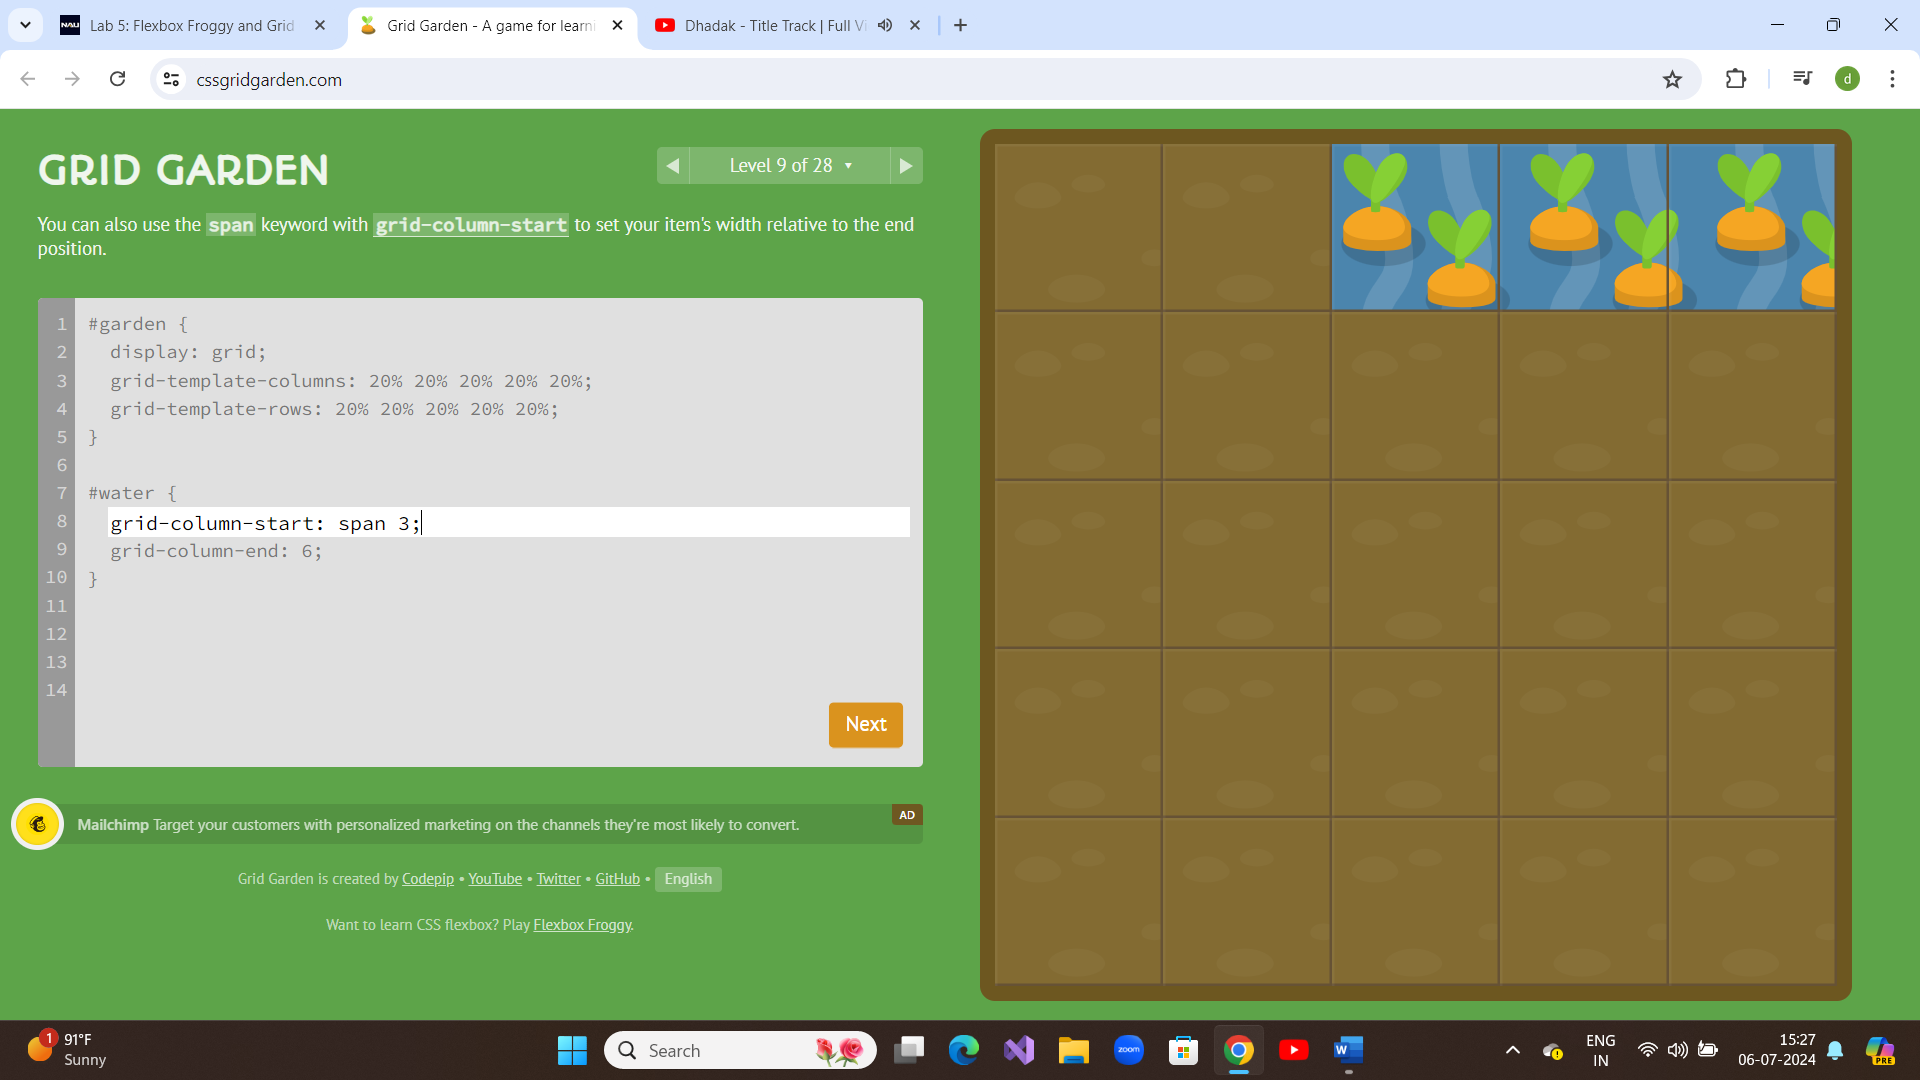 NAU Lab 5: Flexbox Froggy and Grid
Grid Garden - A game for learni
Dhadak - Title Track | Full Vi
cssgridgarden.com
d
GRID GARDEN
Level 9 of 28
You can also use the span keyword with grid-column-start to set your item's width relative to the end
position.
1 #garden {
2 display: grid;
3 grid-template-columns: 20% 20% 20% 20% 20%;
4 grid-template-rows: 20% 20% 20% 20% 20%;
5 }
6
7 #water {
8 grid-column-start: span 3;
9 grid-column-end: 6;
10 }
11
12
13
14
Next
Mailchimp Target your customers with personalized marketing on the channels they're most likely to convert.
AD
Grid Garden is created by Codepip • YouTube • Twitter • GitHub • English
Want to learn CSS flexbox? Play Flexbox Froggy.
1
91°F
Sunny
Search
zoom
W
ENG
IN
15:27
06-07-2024
PRE